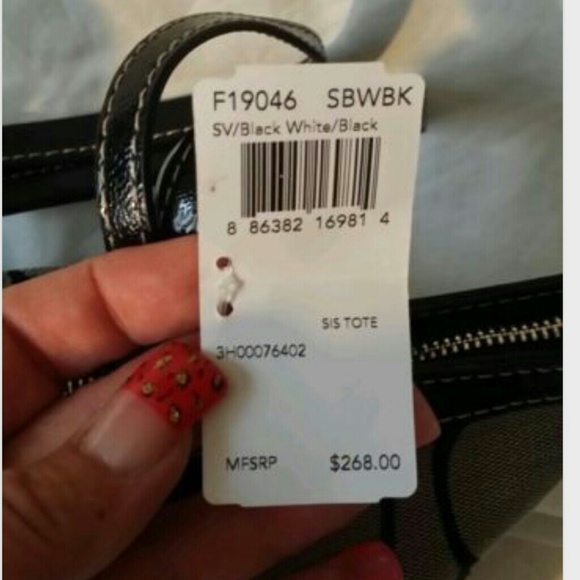 F19046 SBWBK
SV/Black White/Black
8 86382 16981 4
SIS TOTE
3H00076402
MFSRP $268.00